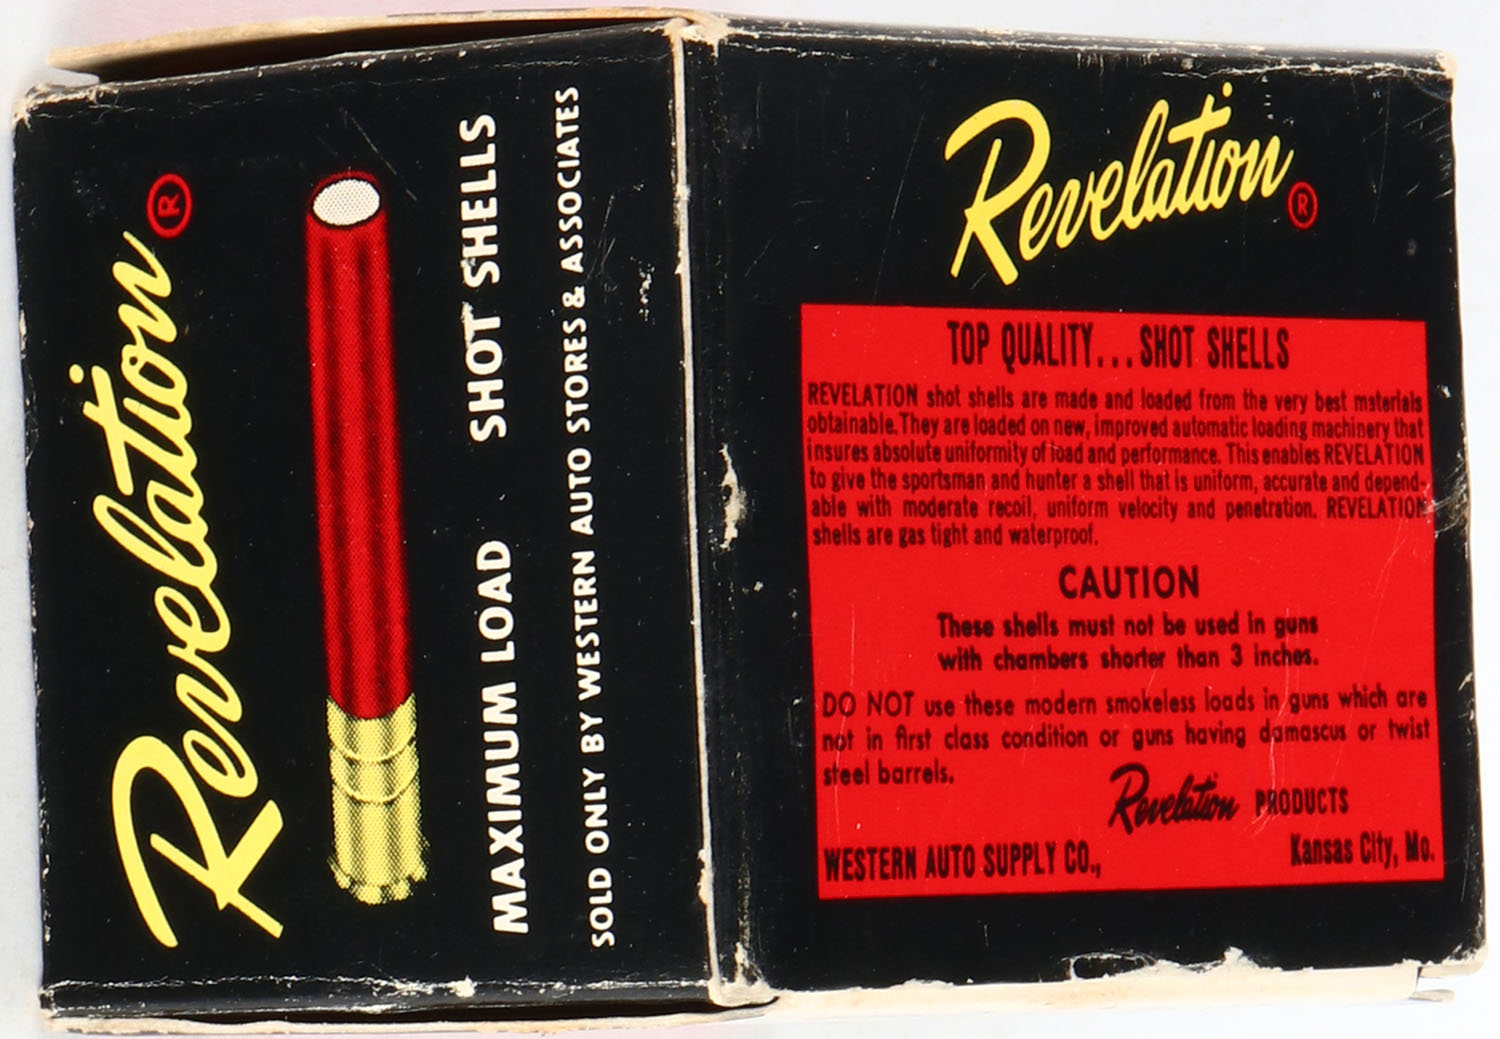 Revelation ®
MAXIMUM LOAD SHOT SHELLS
SOLD ONLY BY WESTERN AUTO STORES & ASSOCIATES
Revelation ®
TOP QUALITY... SHOT SHELLS
REVELATION shot shells are made and loaded from the very best materials
obtainable. They are loaded on new, improved automatic loading machinery that
insures absolute uniformity of load and performance. This enables REVELATION
to give the sportsman and hunter a shell that is uniform, accurate and depend-
able with moderate recoil, uniform velocity and penetration. REVELATION
shells are gas tight and waterproof.
CAUTION
These shells must not be used in guns
with chambers shorter than 3 inches.
DO NOT use these modern smokeless loads in guns which are
not in first class condition or guns having damascus or twist
steel barrels.
Revelation PRODUCTS
WESTERN AUTO SUPPLY CO., Kansas City, Mo.